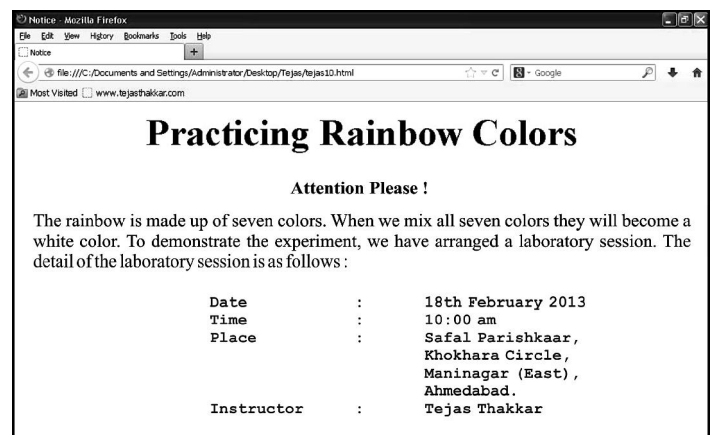 Notice - Mozilla Firefox
File Edit View History Bookmarks Tools Help
Notice +
file:///C:/Documents and Settings/Administrator/Desktop/Tejas/tejas10.html Google
Most Visited www.tejasthakkar.com
Practicing Rainbow Colors
Attention Please !
The rainbow is made up of seven colors. When we mix all seven colors they will become a
white color. To demonstrate the experiment, we have arranged a laboratory session. The
detail of the laboratory session is as follows :
Date : 18th February 2013
Time : 10:00 am
Place : Safal Parishkaar,
Khokhara Circle,
Maninagar (East),
Ahmedabad.
Instructor : Tejas Thakkar